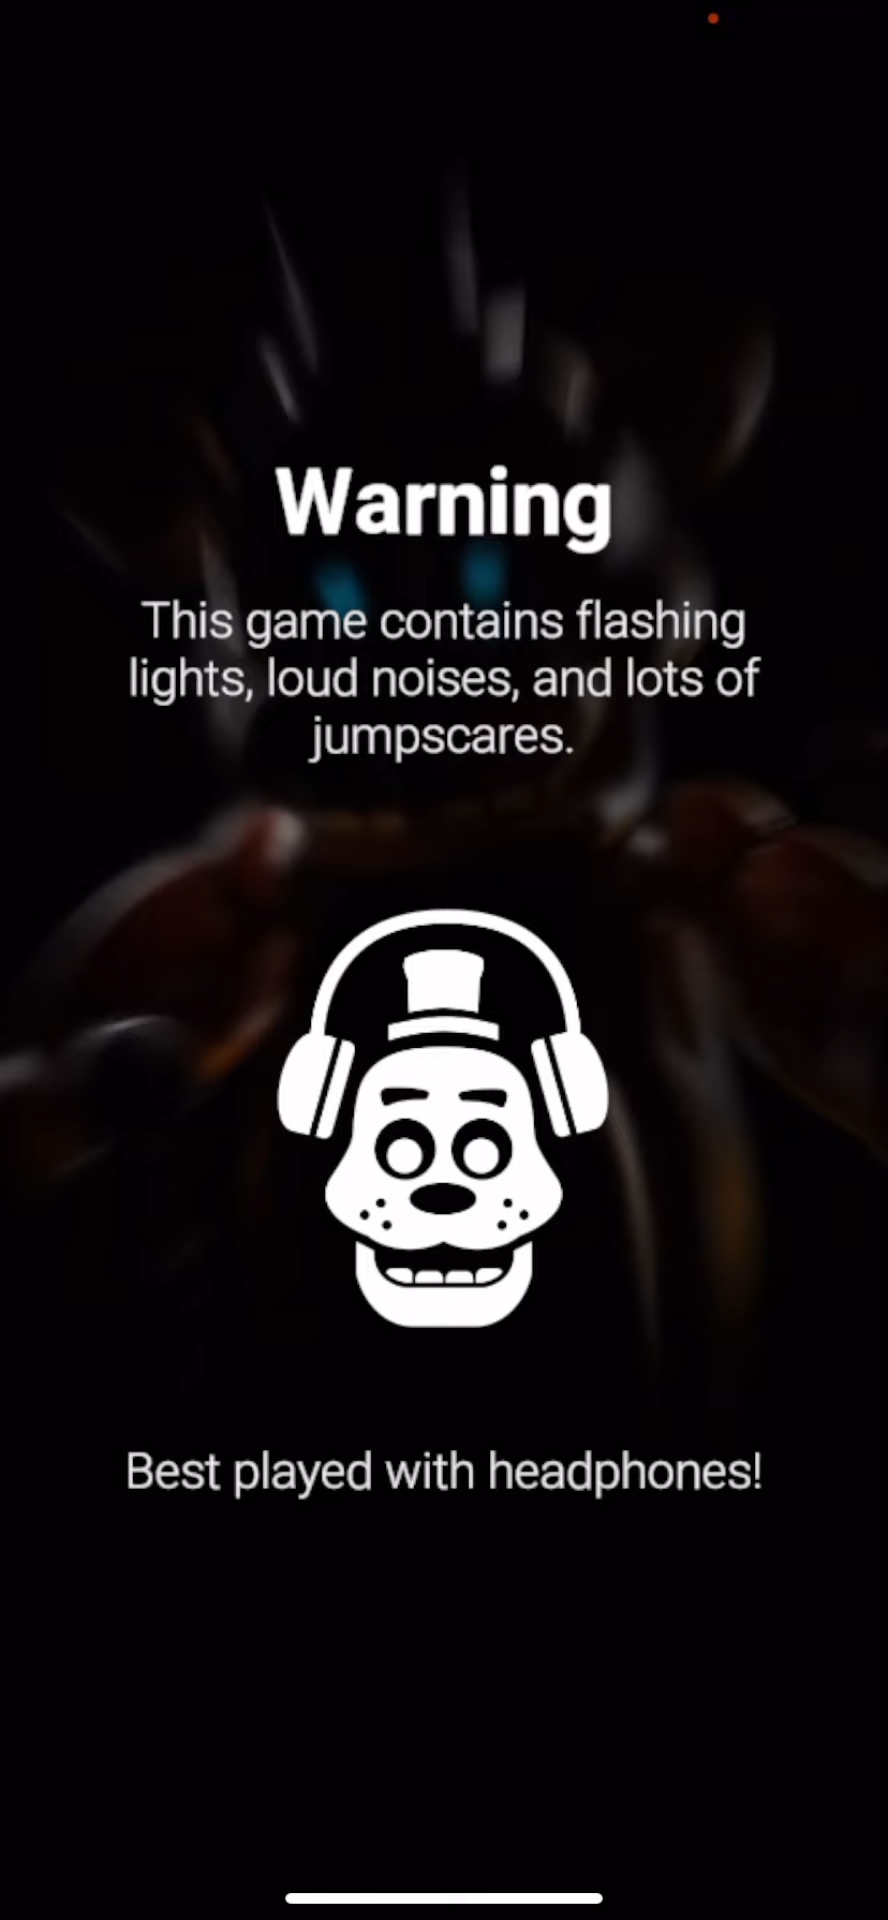 Warning
This game contains flashing
lights, loud noises, and lots of
jumpscares.
Best played with headphones!